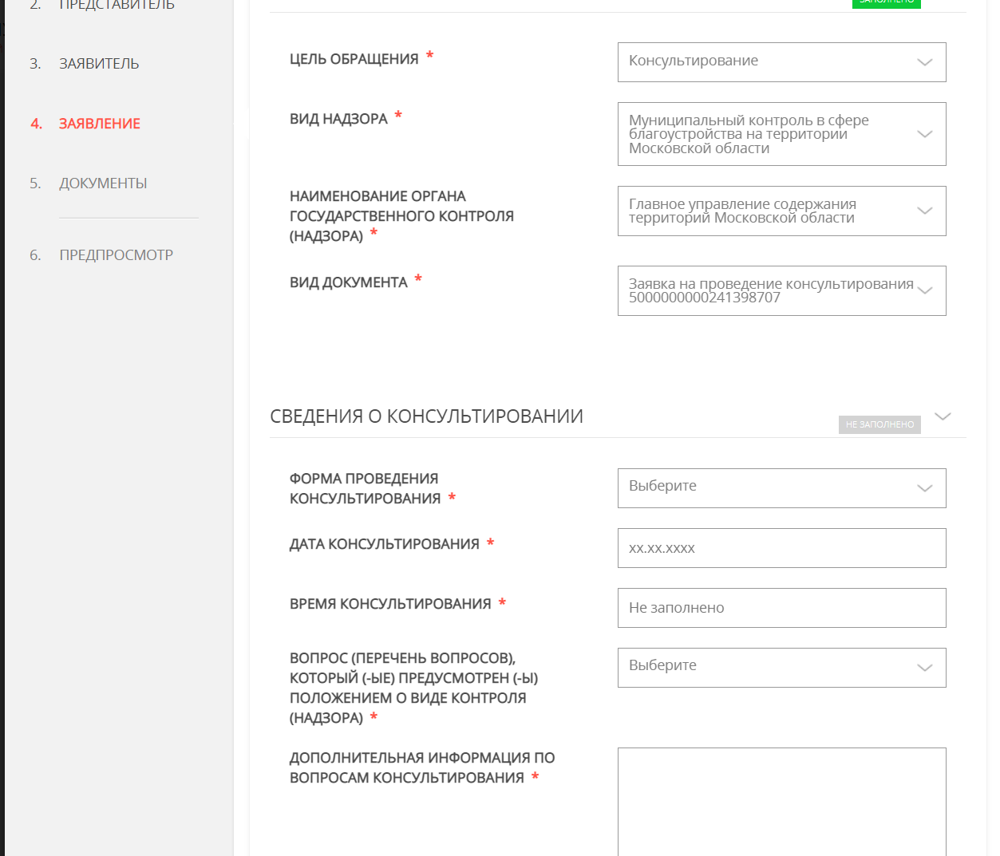 2. ПРЕДСТАВИТЕЛЬ
ЗАПОЛНЕНО
3. ЗАЯВИТЕЛЬ
4. ЗАЯВЛЕНИЕ
5. ДОКУМЕНТЫ
6. ПРЕДПРОСМОТР
ЦЕЛЬ ОБРАЩЕНИЯ *
Консультирование
ВИД НАДЗОРА *
Муниципальный контроль в сфере
благоустройства на территории
Московской области
НАИМЕНОВАНИЕ ОРГАНА
ГОСУДАРСТВЕННОГО КОНТРОЛЯ
(НАДЗОРА) *
Главное управление содержания
территорий Московской области
ВИД ДОКУМЕНТА *
Заявка на проведение консультирования
5000000000241398707
СВЕДЕНИЯ О КОНСУЛЬТИРОВАНИИ
НЕ ЗАПОЛНЕНО
ФОРМА ПРОВЕДЕНИЯ
КОНСУЛЬТИРОВАНИЯ *
Выберите
ДАТА КОНСУЛЬТИРОВАНИЯ *
хх.хх.хххх
ВРЕМЯ КОНСУЛЬТИРОВАНИЯ *
Не заполнено
ВОПРОС (ПЕРЕЧЕНЬ ВОПРОСОВ),
КОТОРЫЙ (-ЫЕ) ПРЕДУСМОТРЕН (-Ы)
ПОЛОЖЕНИЕМ О ВИДЕ КОНТРОЛЯ
(НАДЗОРА) *
Выберите
ДОПОЛНИТЕЛЬНАЯ ИНФОРМАЦИЯ ПО
ВОПРОСАМ КОНСУЛЬТИРОВАНИЯ *